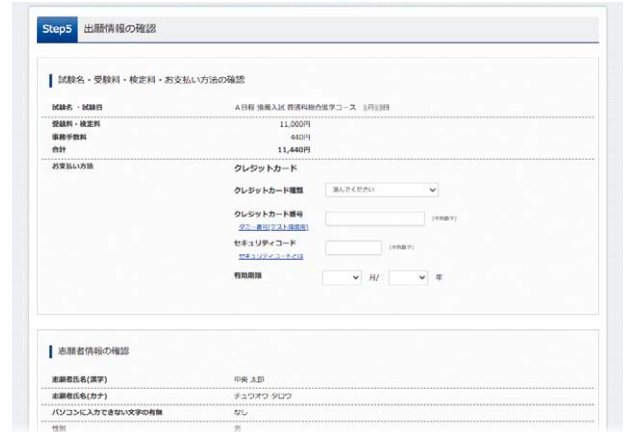 Step5 出願情報の確認
試験名・受験料・検定料・お支払い方法の確認
試験名・試験日 A日程 推薦入試 普通科総合進学コース 月 日
受験料・検定料 11,000円
事務手数料 440円
合計 11,440円
お支払い方法 クレジットカード
クレジットカード種類 選んでください
クレジットカード番号 [半角数字]
ダミー番号(テスト環境用)
セキュリティコード [半角数字]
セキュリティコードとは
有効期限 月/ 年
志願者情報の確認
志願者氏名(漢字) 中央 太郎
志願者氏名(カナ) チュウオウ タロウ
パソコンに入力できない文字の有無 なし
性別 男